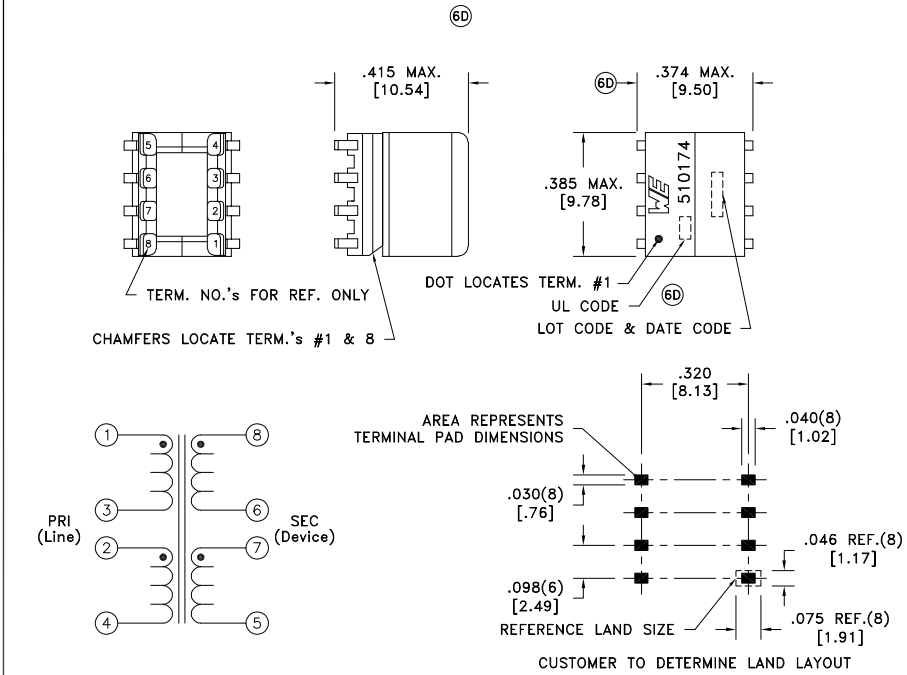 6D
.415 MAX.
[10.54]
6D
.374 MAX.
[9.50]
5
4
6
3
7
2
8
1
.385 MAX.
[9.78]
WE
510174
TERM. NO.'s FOR REF. ONLY
CHAMFERS LOCATE TERM.'s #1 & 8
DOT LOCATES TERM. #1
UL CODE
6D
LOT CODE & DATE CODE
1
8
3
6
PRI
(Line)
SEC
(Device)
2
7
4
5
.320
[8.13]
AREA REPRESENTS
TERMINAL PAD DIMENSIONS
.040(8)
[1.02]
.030(8)
[.76]
.046 REF.(8)
[1.17]
.098(6)
[2.49]
.075 REF.(8)
[1.91]
REFERENCE LAND SIZE
CUSTOMER TO DETERMINE LAND LAYOUT